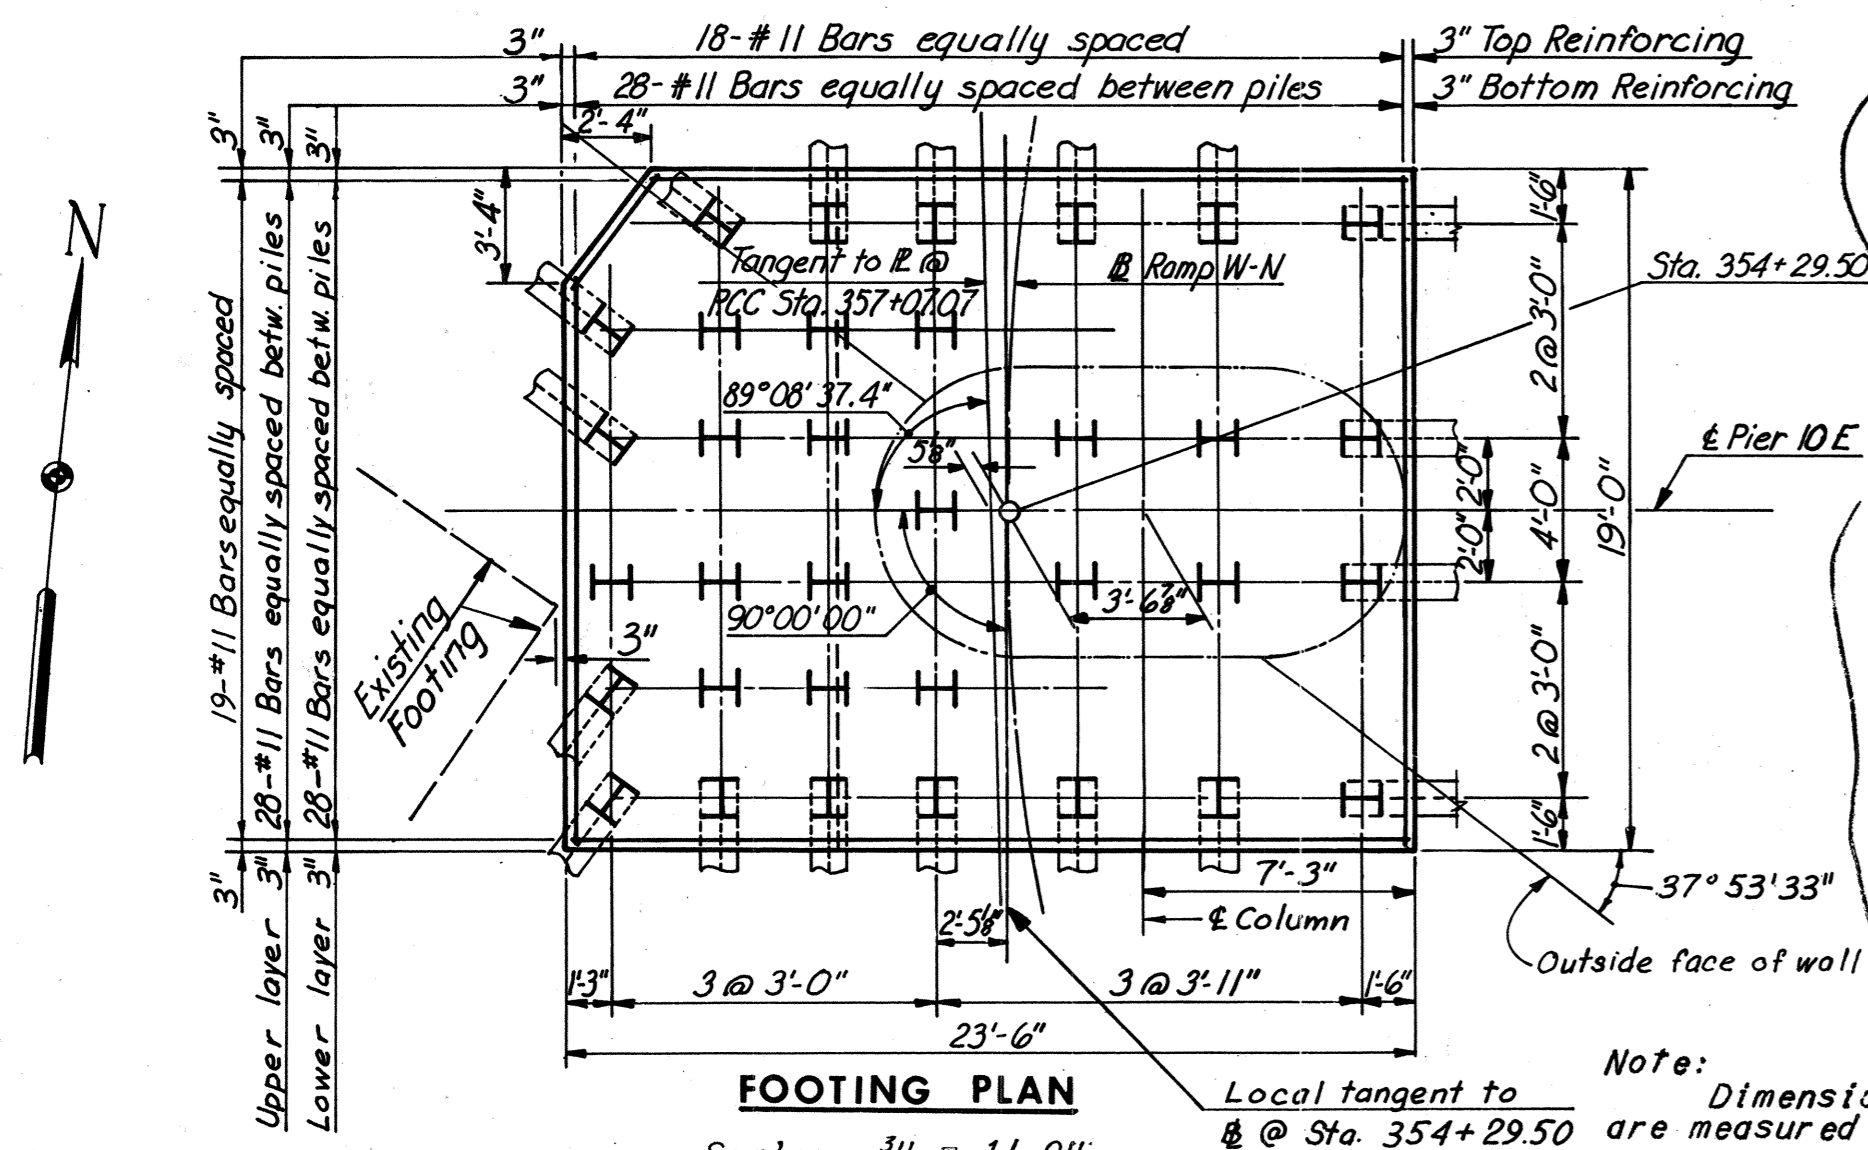 3" 18-#11 Bars equally spaced 3" Top Reinforcing
3" 28-#11 Bars equally spaced between piles 3" Bottom Reinforcing
2'-4"
3" 3" 3"
3'-4"
N
1'-6"
Tangent to ⅊ @
PCC Sta. 357+07.07
℄ Ramp W-N
Sta. 354+29.50
2@3'-0"
89°08'37.4"
5⅛"
℄ Pier 10E
2'-0"
2'-0"
4'-0"
19'-0"
3'-6⅞"
90°00'00"
Existing
Footing
3"
2@3'-0"
1'-6"
19-#11 Bars equally spaced
28-#11 Bars equally spaced betw. piles
28-#11 Bars equally spaced betw. piles
3"
Upper layer 3"
Lower layer 3"
7'-3"
37°53'33"
℄ Column
2'-5⅛"
Outside face of wall
1'-3" 3@3'-0" 3@3'-11" 1'-6"
23'-6"
FOOTING PLAN
Local tangent to
℄ @ Sta. 354+29.50
Note:
are measured